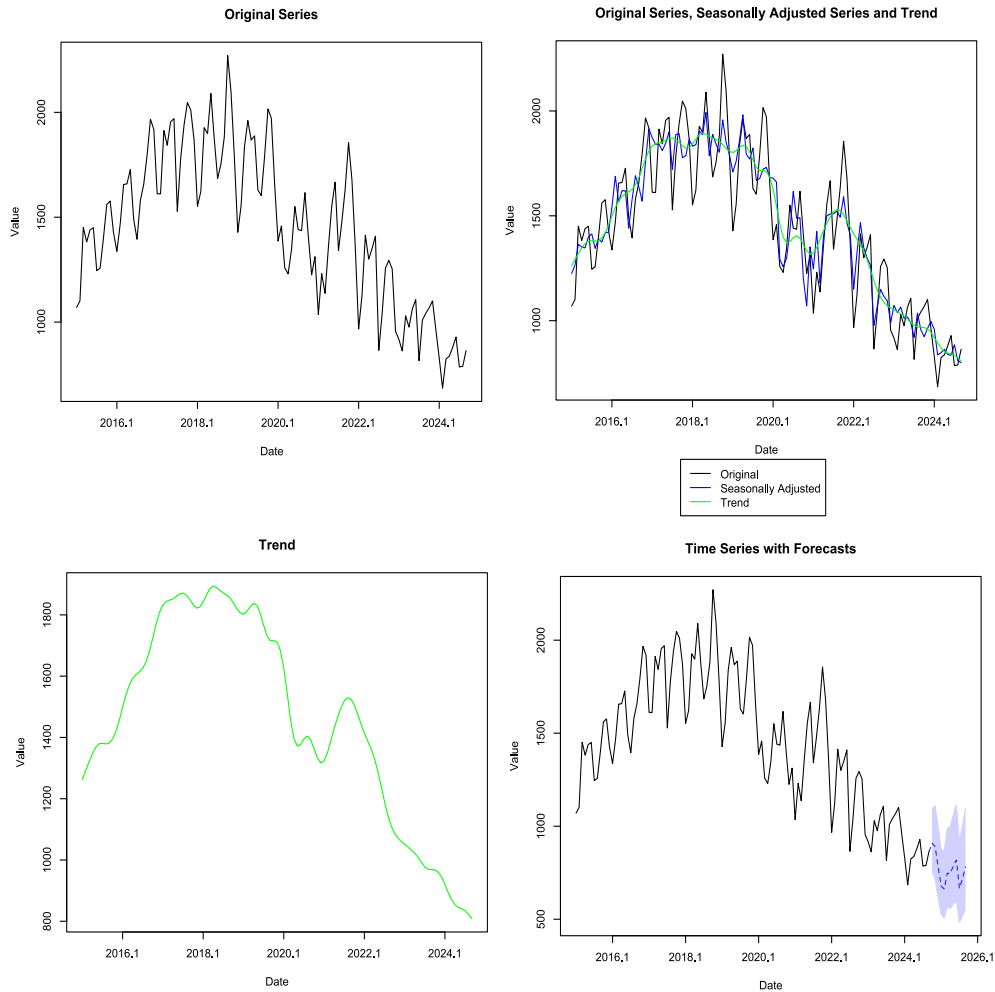 Original Series
Value
2000
1500
1000
2016.1 2018.1 2020.1 2022.1 2024.1
Date
Original Series, Seasonally Adjusted Series and Trend
Value
2000
1500
1000
2016.1 2018.1 2020.1 2022.1 2024.1
Date
Original
Seasonally Adjusted
Trend
Trend
Value
1800
1600
1400
1200
1000
800
2016.1 2018.1 2020.1 2022.1 2024.1
Date
Time Series with Forecasts
Value
2000
1500
1000
500
2016.1 2018.1 2020.1 2022.1 2024.1 2026.1
Date